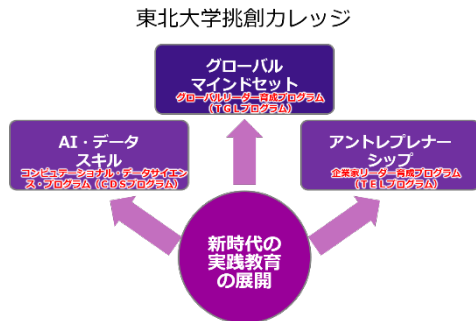 東北大学挑創カレッジ
グローバル
マインドセット
グローバルリーダー育成プログラム
(TGLプログラム)
AI・データ
スキル
コンピュテーショナル・データサイエン
ス・プログラム(CDSプログラム)
アントレプレナー
シップ
企業家リーダー育成プログラム
(TELプログラム)
新時代の
実践教育
の展開